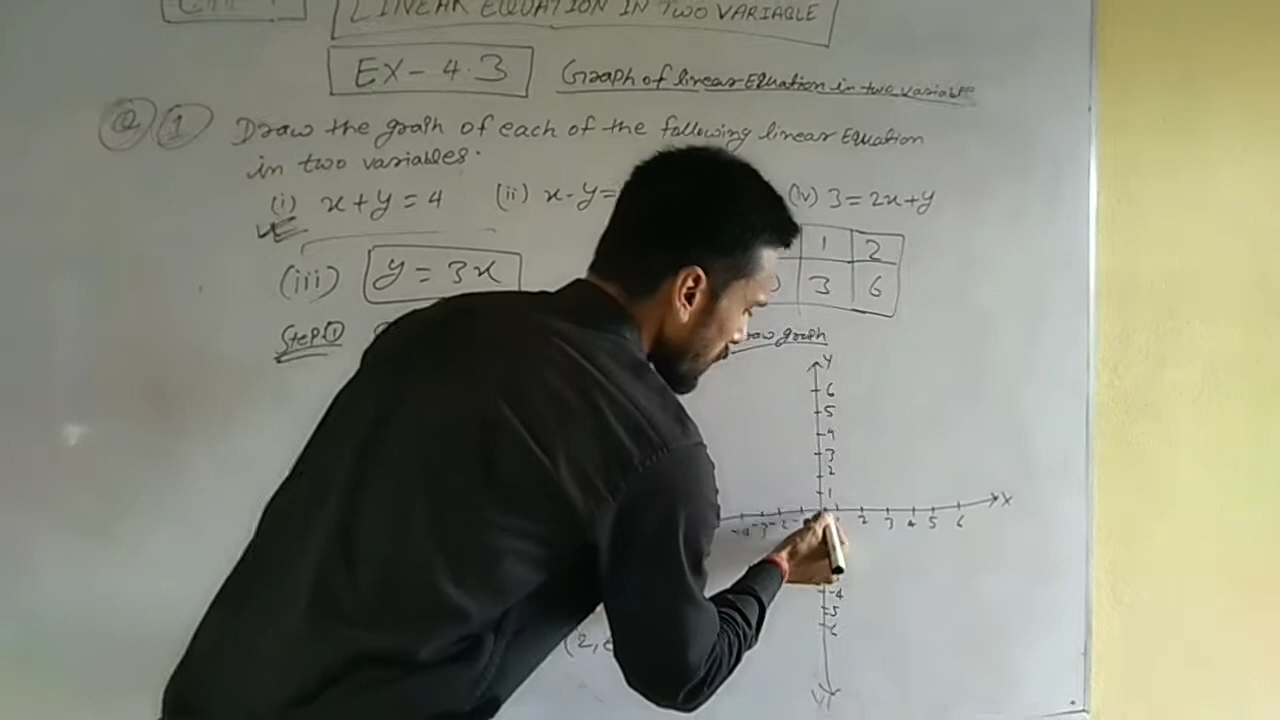 LINEAR EQUATION IN TWO VARIABLE
EX-4.3 Graph of linear Equation in two variable
Q 1 Draw the graph of each of the following linear Equation
in two variables.
(i) x+y=4 (ii) x-y= (iv) 3=2x+y
(iii) y=3x
1 2
3 6
Step 1
graph
Y
6
5
4
3
2
1
X
-3 -2 2 3 4 5 6
-4
-5
-6
(2,
Y'